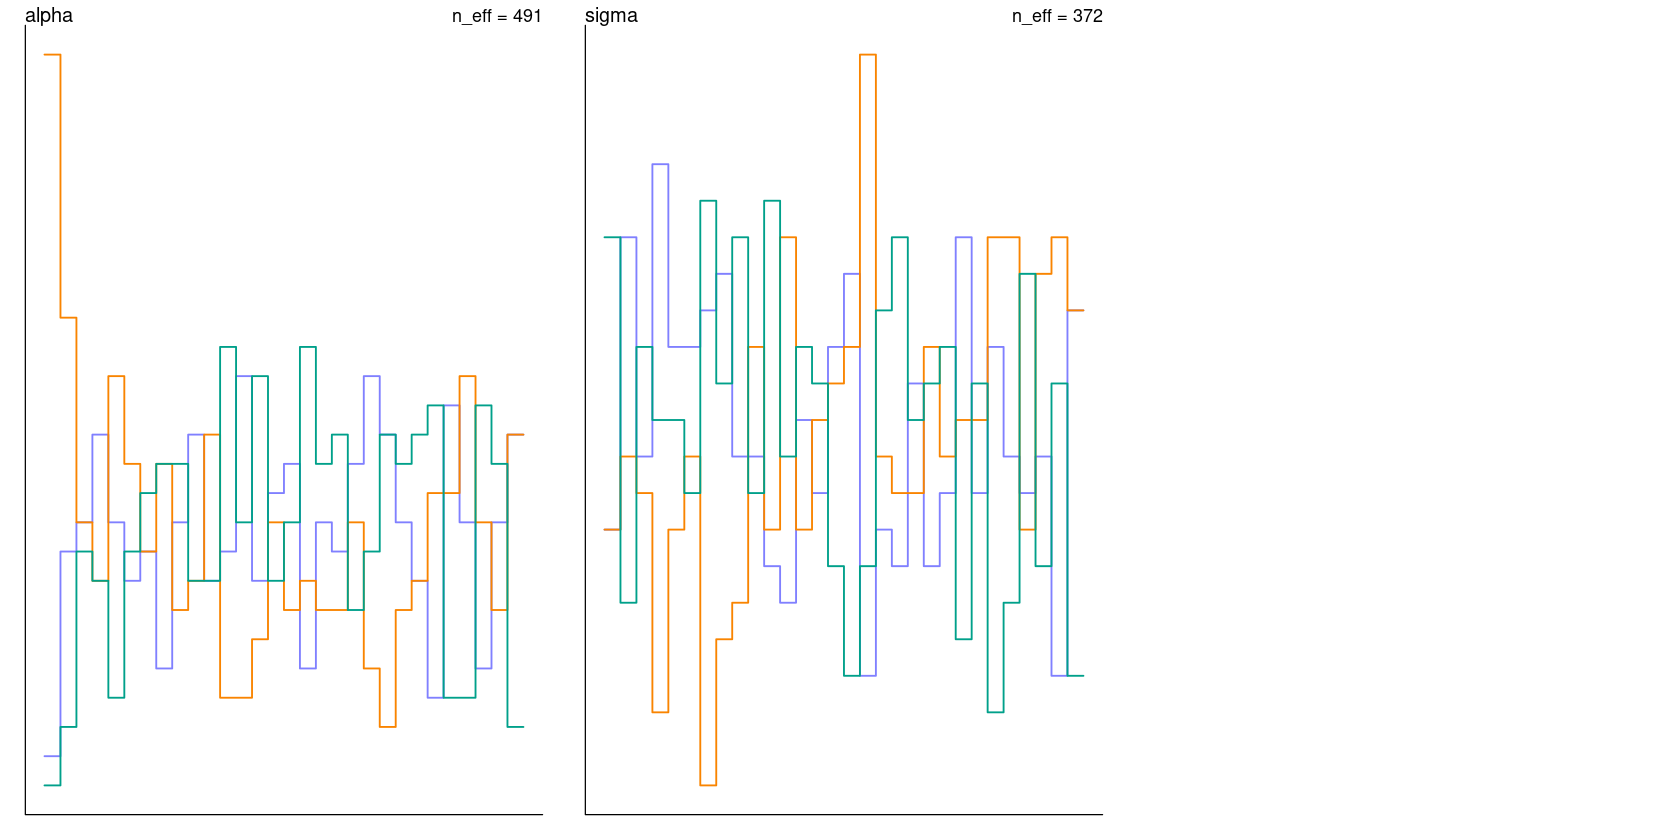 alpha n_eff = 491
sigma n_eff = 372